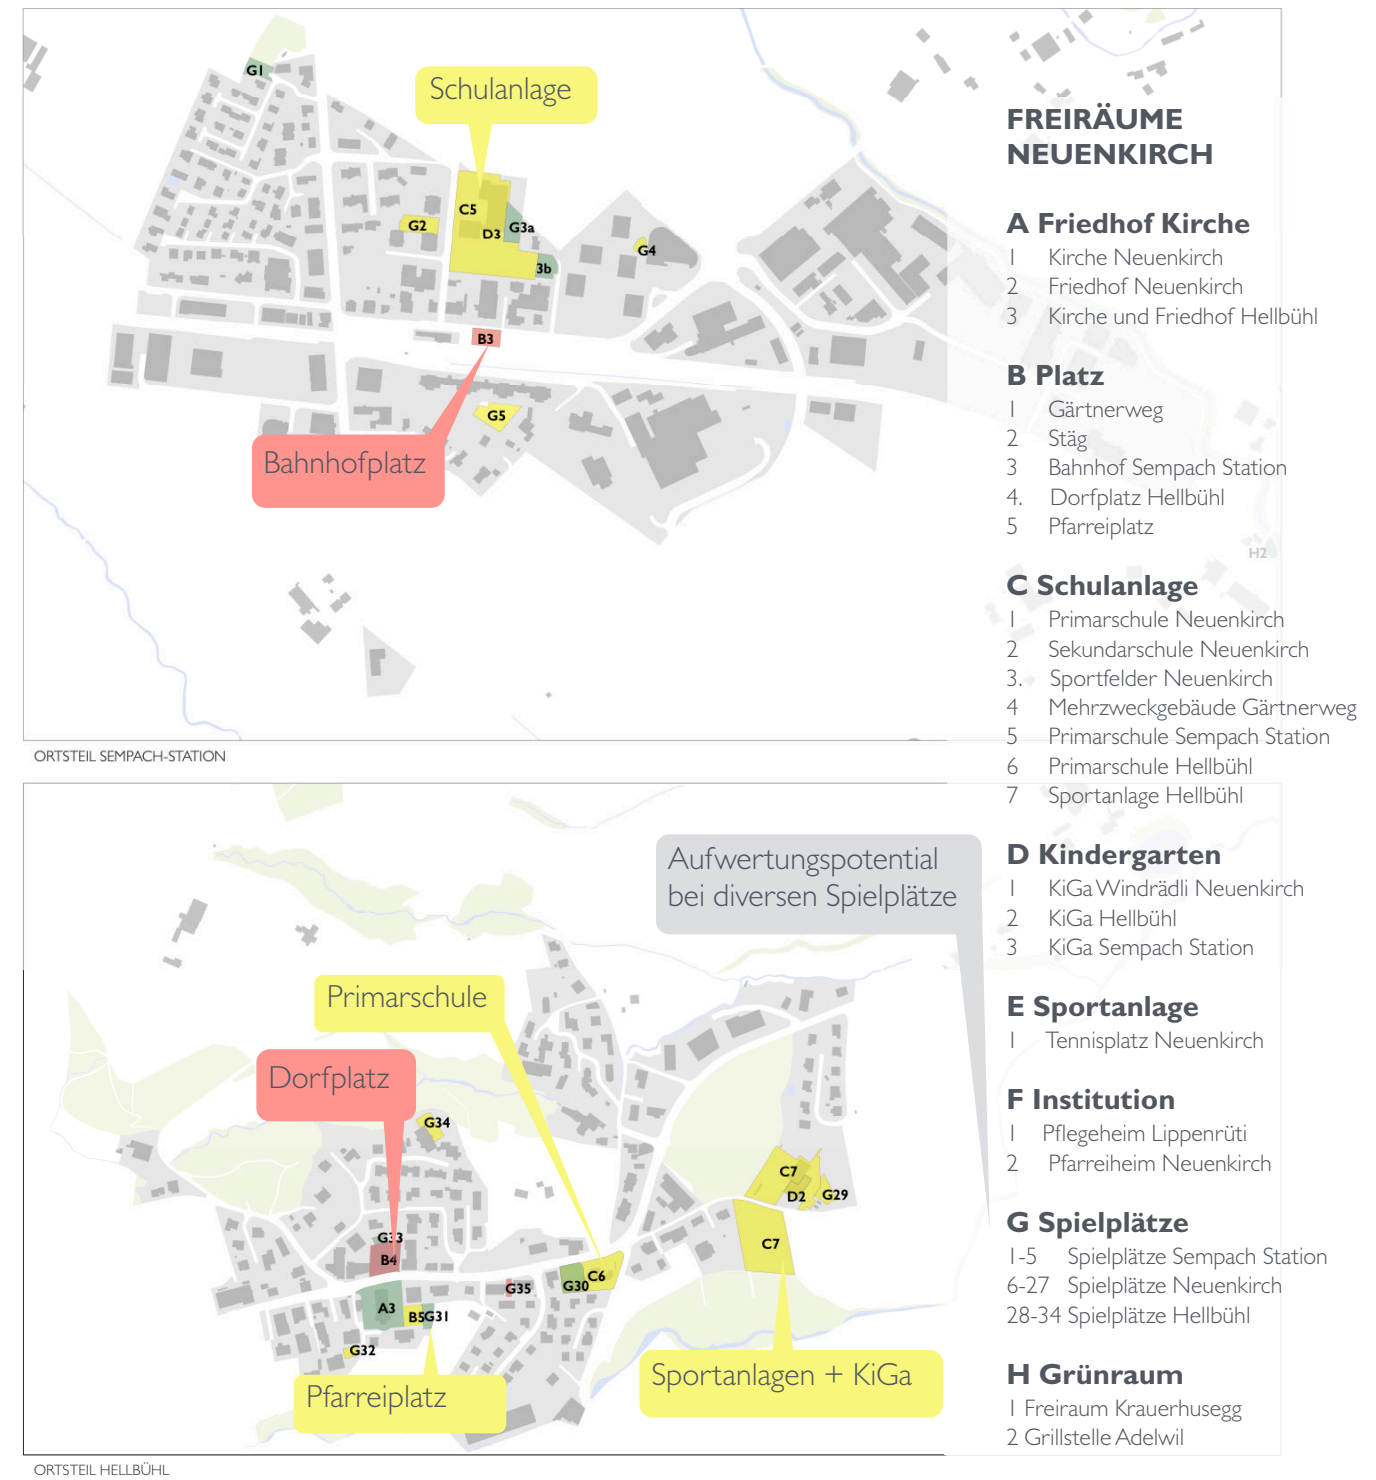 G1
Schulanlage
C5
G2
D3
G3a
3b
G4
B3
G5
Bahnhofplatz
H2
ORTSTEIL SEMPACH-STATION
Aufwertungspotential
bei diversen Spielplätze
Primarschule
Dorfplatz
G34
C7
D2
G29
G33
B4
C7
C6
G30
G35
A3
B5
G31
G32
Pfarreiplatz
Sportanlagen + KiGa
ORTSTEIL HELLBÜHL
FREIRÄUME
NEUENKIRCH
A Friedhof Kirche
1 Kirche Neuenkirch
2 Friedhof Neuenkirch
3 Kirche und Friedhof Hellbühl
B Platz
1 Gärtnerweg
2 Stäg
3 Bahnhof Sempach Station
4. Dorfplatz Hellbühl
5 Pfarreiplatz
C Schulanlage
1 Primarschule Neuenkirch
2 Sekundarschule Neuenkirch
3. Sportfelder Neuenkirch
4 Mehrzweckgebäude Gärtnerweg
5 Primarschule Sempach Station
6 Primarschule Hellbühl
7 Sportanlage Hellbühl
D Kindergarten
1 KiGa Windrädli Neuenkirch
2 KiGa Hellbühl
3 KiGa Sempach Station
E Sportanlage
1 Tennisplatz Neuenkirch
F Institution
1 Pflegeheim Lippenrüti
2 Pfarreiheim Neuenkirch
G Spielplätze
1-5 Spielplätze Sempach Station
6-27 Spielplätze Neuenkirch
28-34 Spielplätze Hellbühl
H Grünraum
1 Freiraum Krauerhusegg
2 Grillstelle Adelwil